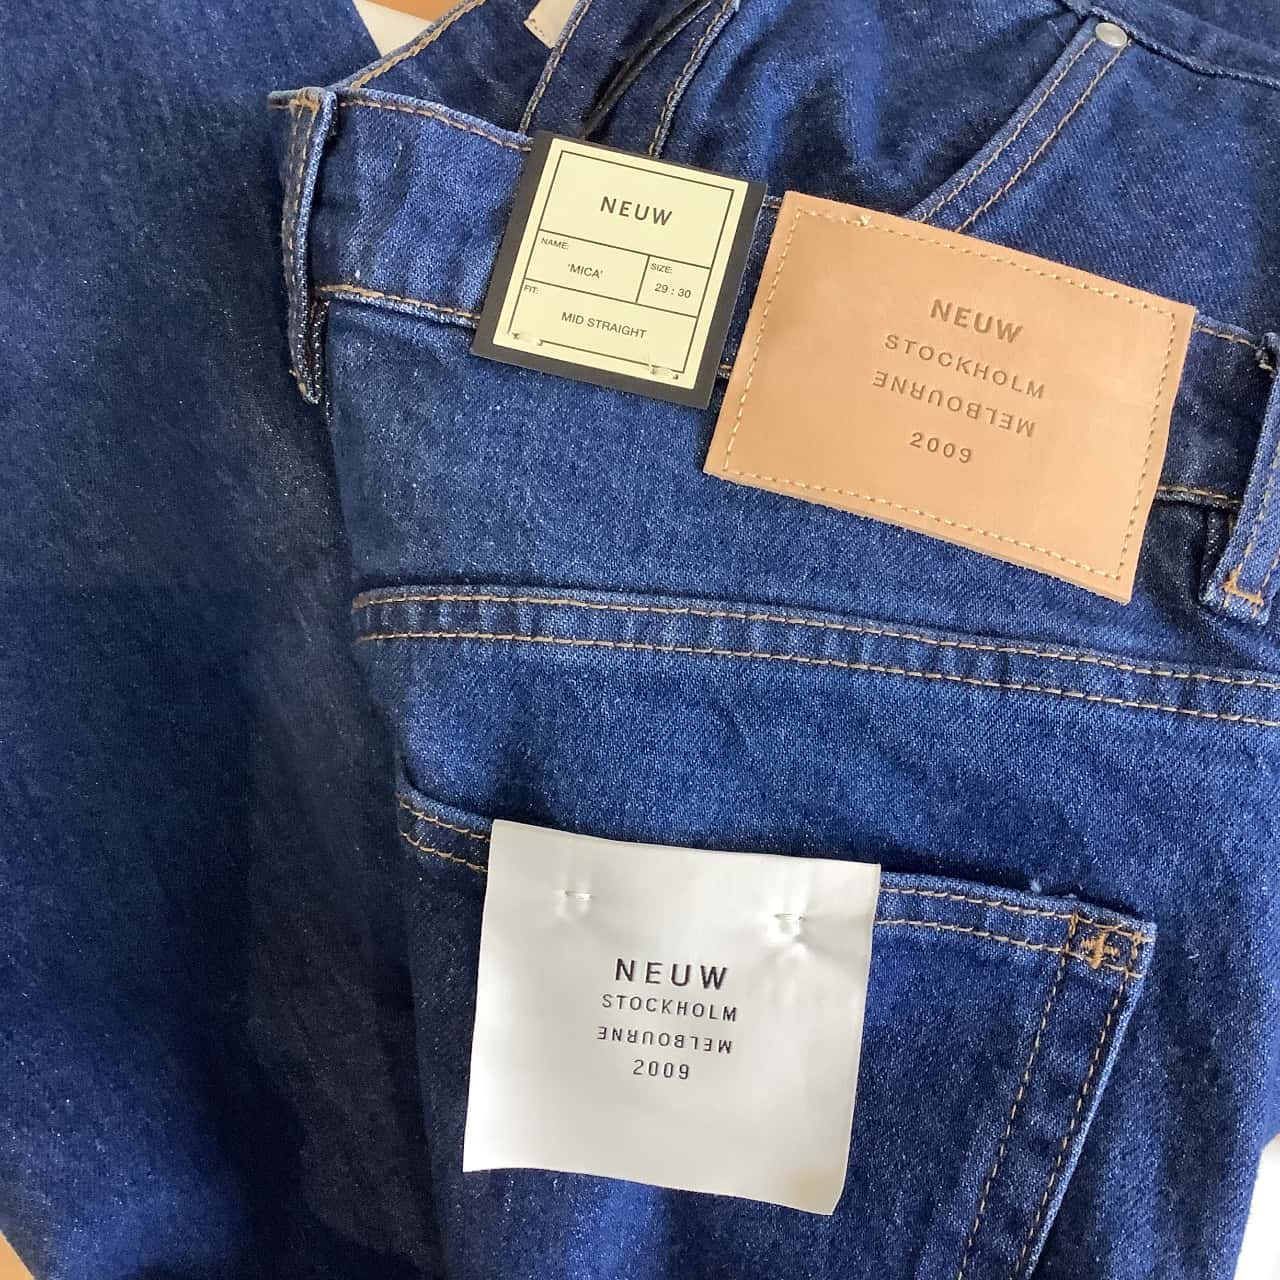 NEUW
NAME:
'MICA'
SIZE:
29 : 30
FIT:
MID STRAIGHT
NEUW
STOCKHOLM
MELBOURNE
2009
NEUW
STOCKHOLM
MELBOURNE
2009